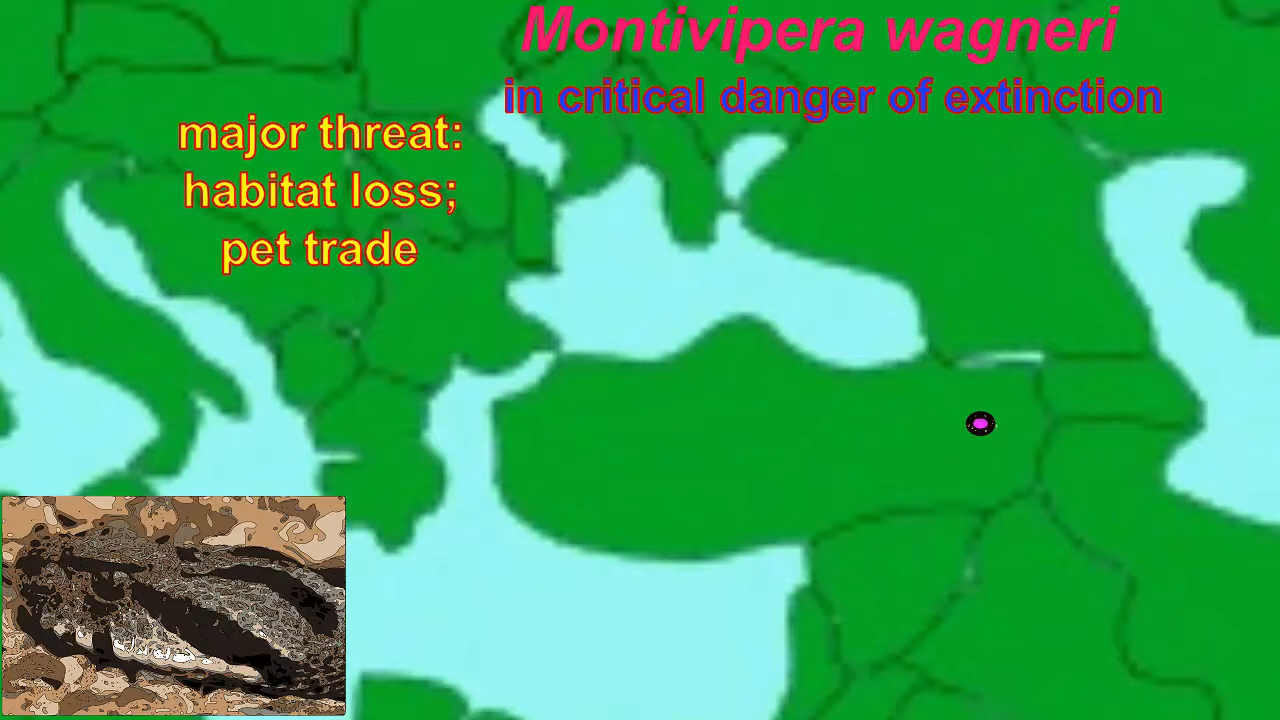 Montivipera wagneri
in critical danger of extinction
major threat:
habitat loss;
pet trade